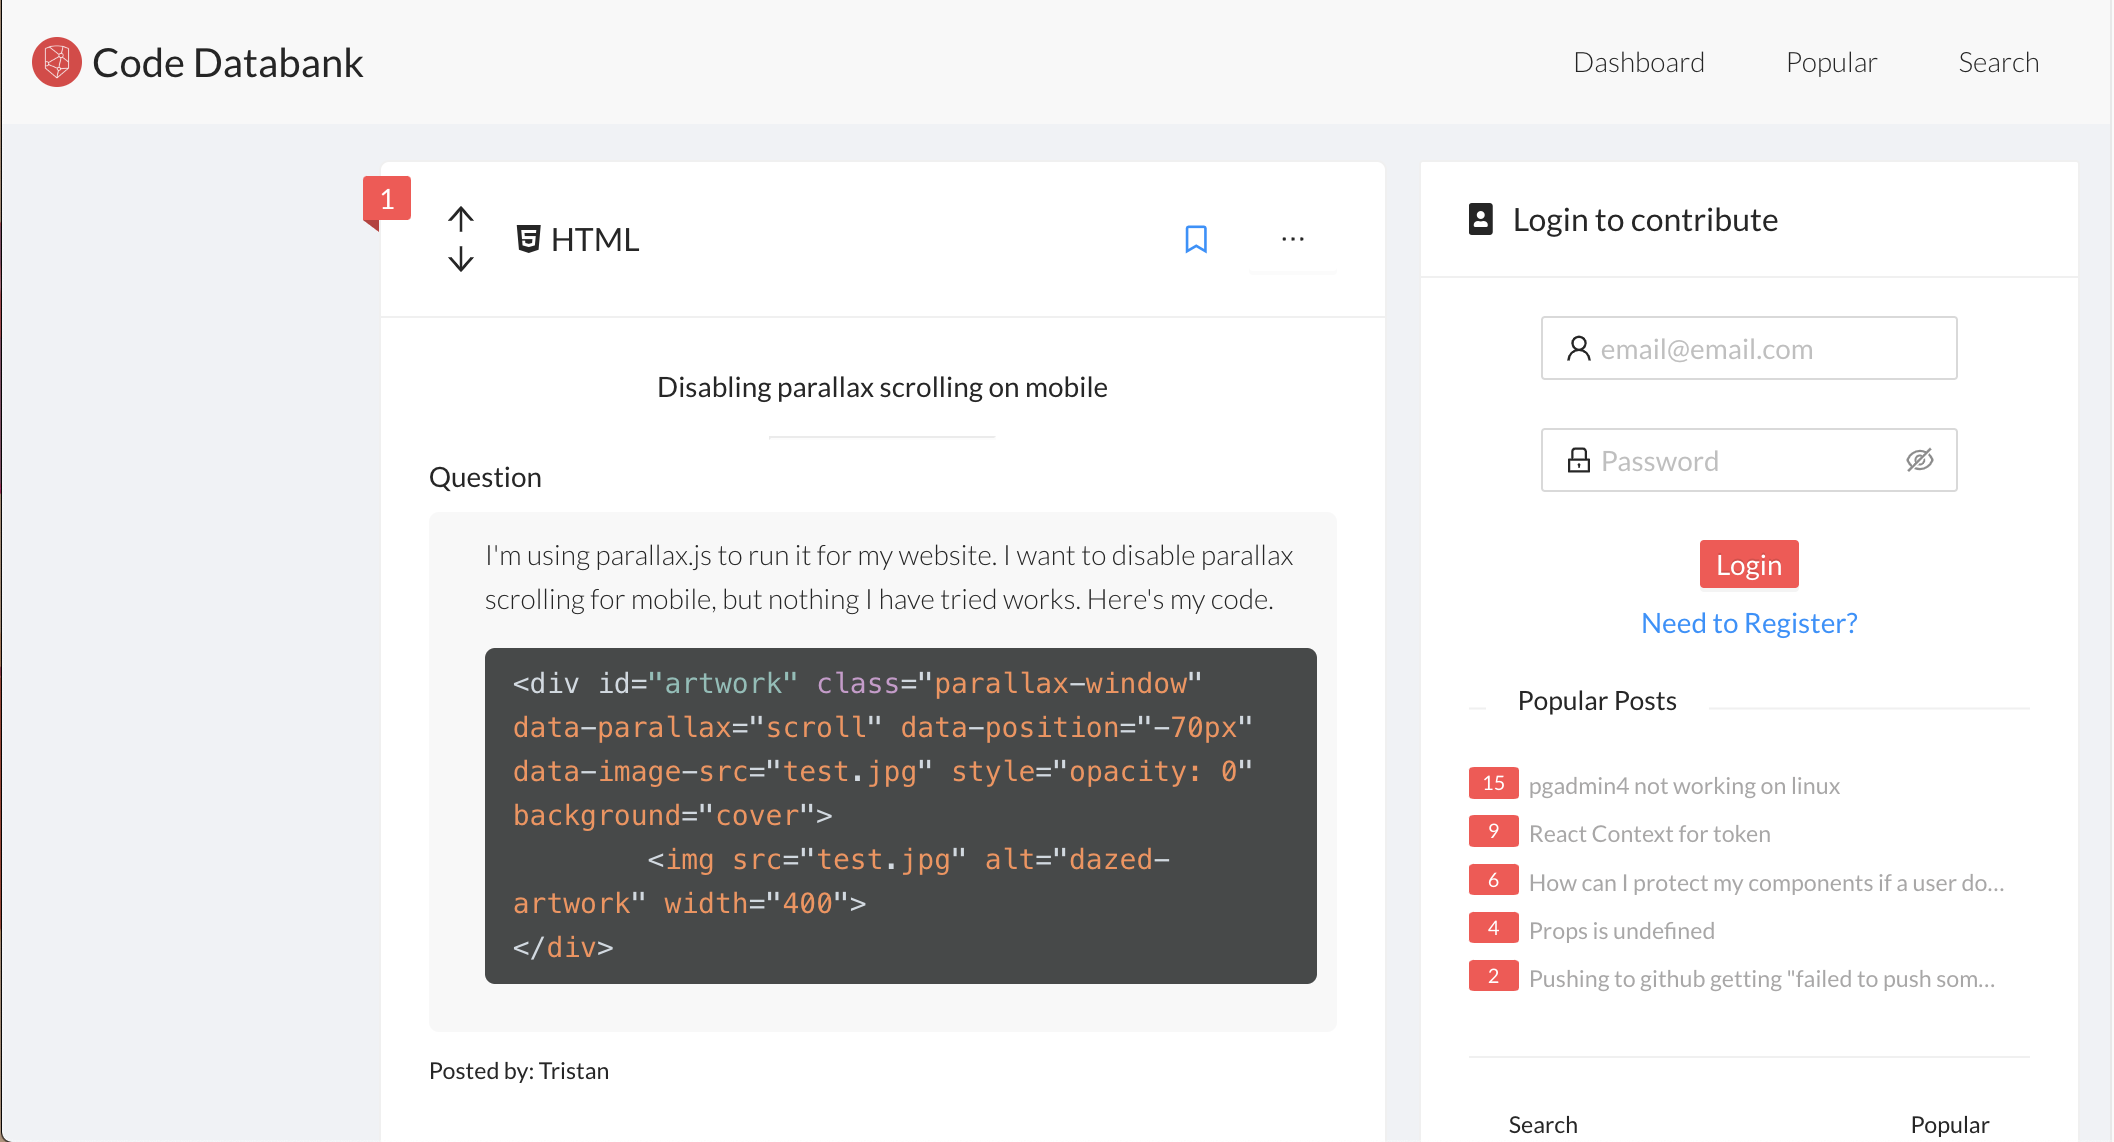 Code Databank
Dashboard
Popular
Search
1
HTML
...
Disabling parallax scrolling on mobile
Question
I'm using parallax.js to run it for my website. I want to disable parallax
scrolling for mobile, but nothing I have tried works. Here's my code.
<div id="artwork" class="parallax-window"
data-parallax="scroll" data-position="-70px"
data-image-src="test.jpg" style="opacity: 0"
background="cover">
<img src="test.jpg" alt="dazed-
artwork" width="400">
</div>
Posted by: Tristan
Login to contribute
email@email.com
Password
Login
Need to Register?
Popular Posts
15 pgadmin4 not working on linux
9 React Context for token
6 How can I protect my components if a user do...
4 Props is undefined
2 Pushing to github getting "failed to push som...
Search
Popular